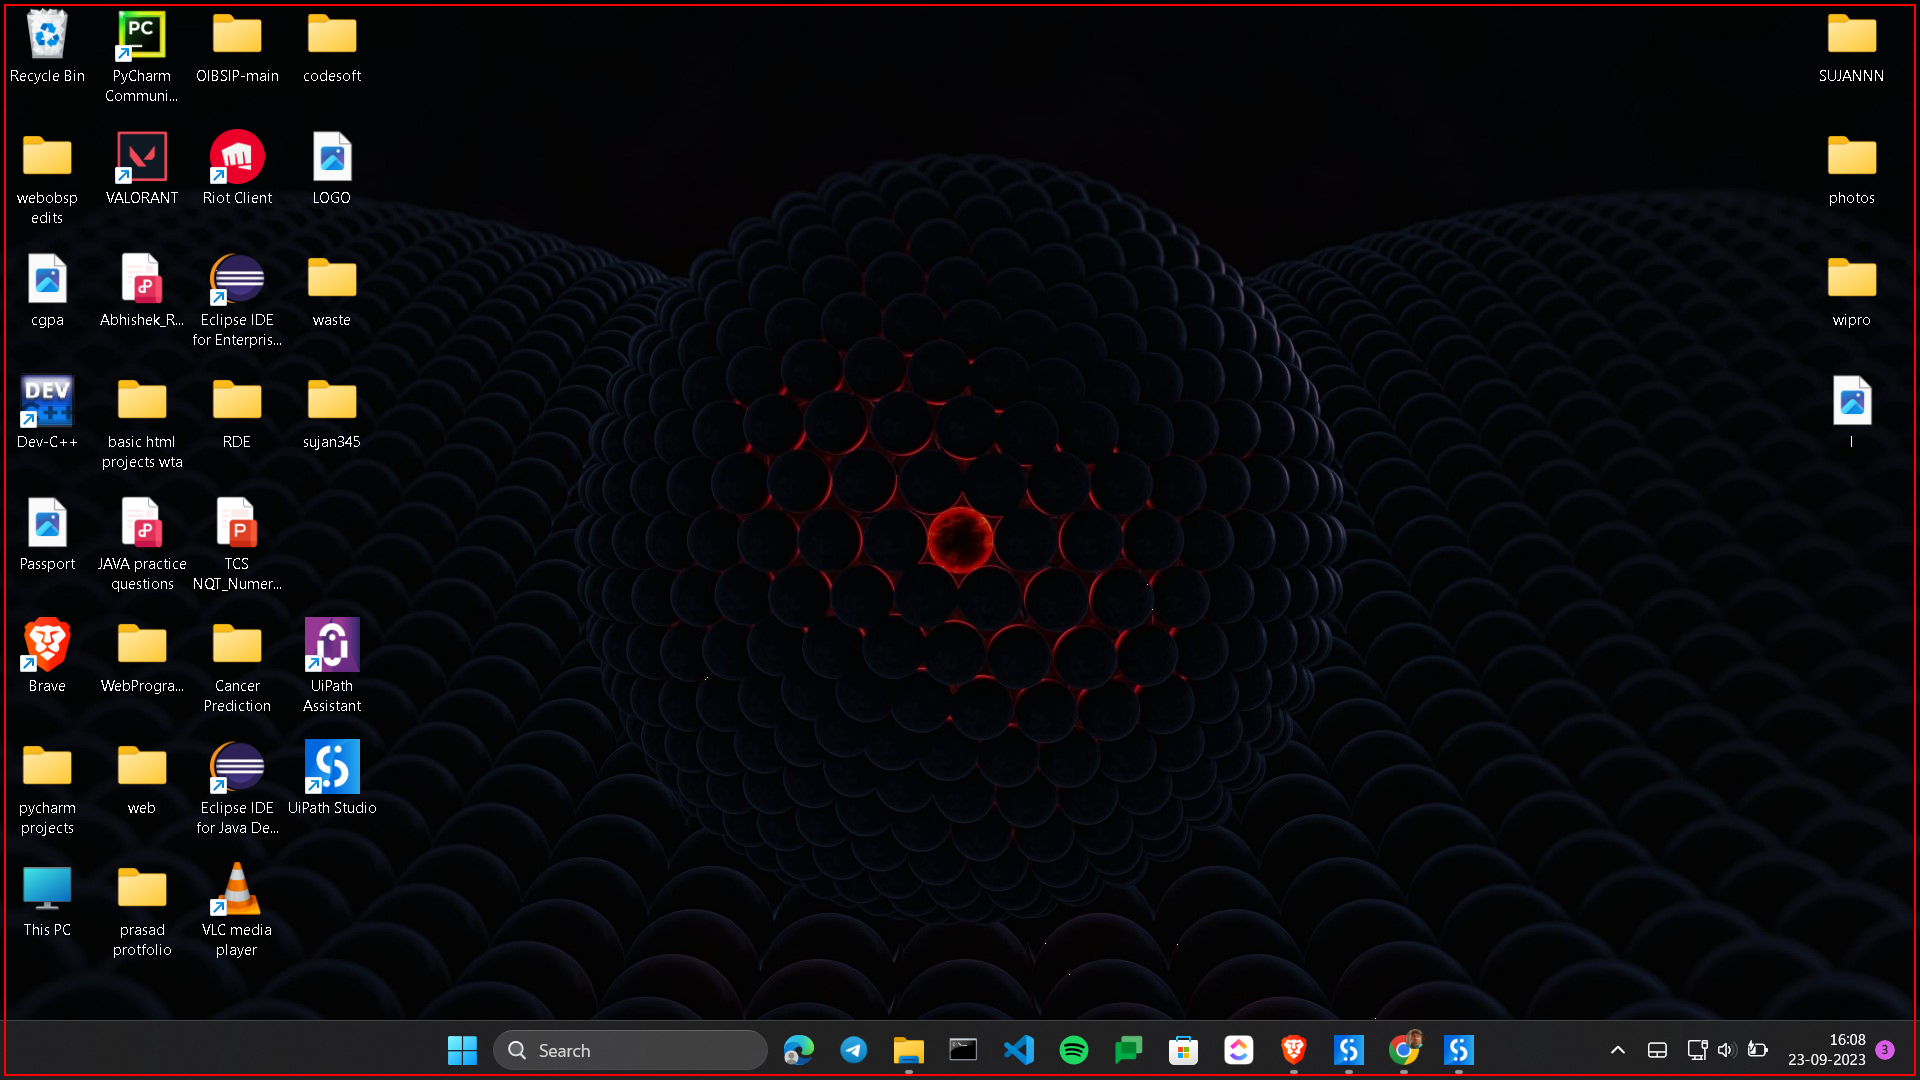 Recycle Bin
PyCharm
Communi...
OIBSIP-main
codesoft
SUJANNN
webobsp
edits
VALORANT
Riot Client
LOGO
photos
cgpa
Abhishek_R...
Eclipse IDE
for Enterpris...
waste
wipro
DEV
C++
Dev-C++
basic html
projects wta
RDE
sujan345
I
Passport
JAVA practice
questions
TCS
NQT_Numer...
Brave
WebProgra...
Cancer
Prediction
UiPath
Assistant
pycharm
projects
web
Eclipse IDE
for Java De...
UiPath Studio
This PC
prasad
protfolio
VLC media
player
Search
16:08
23-09-2023
3
PC
P